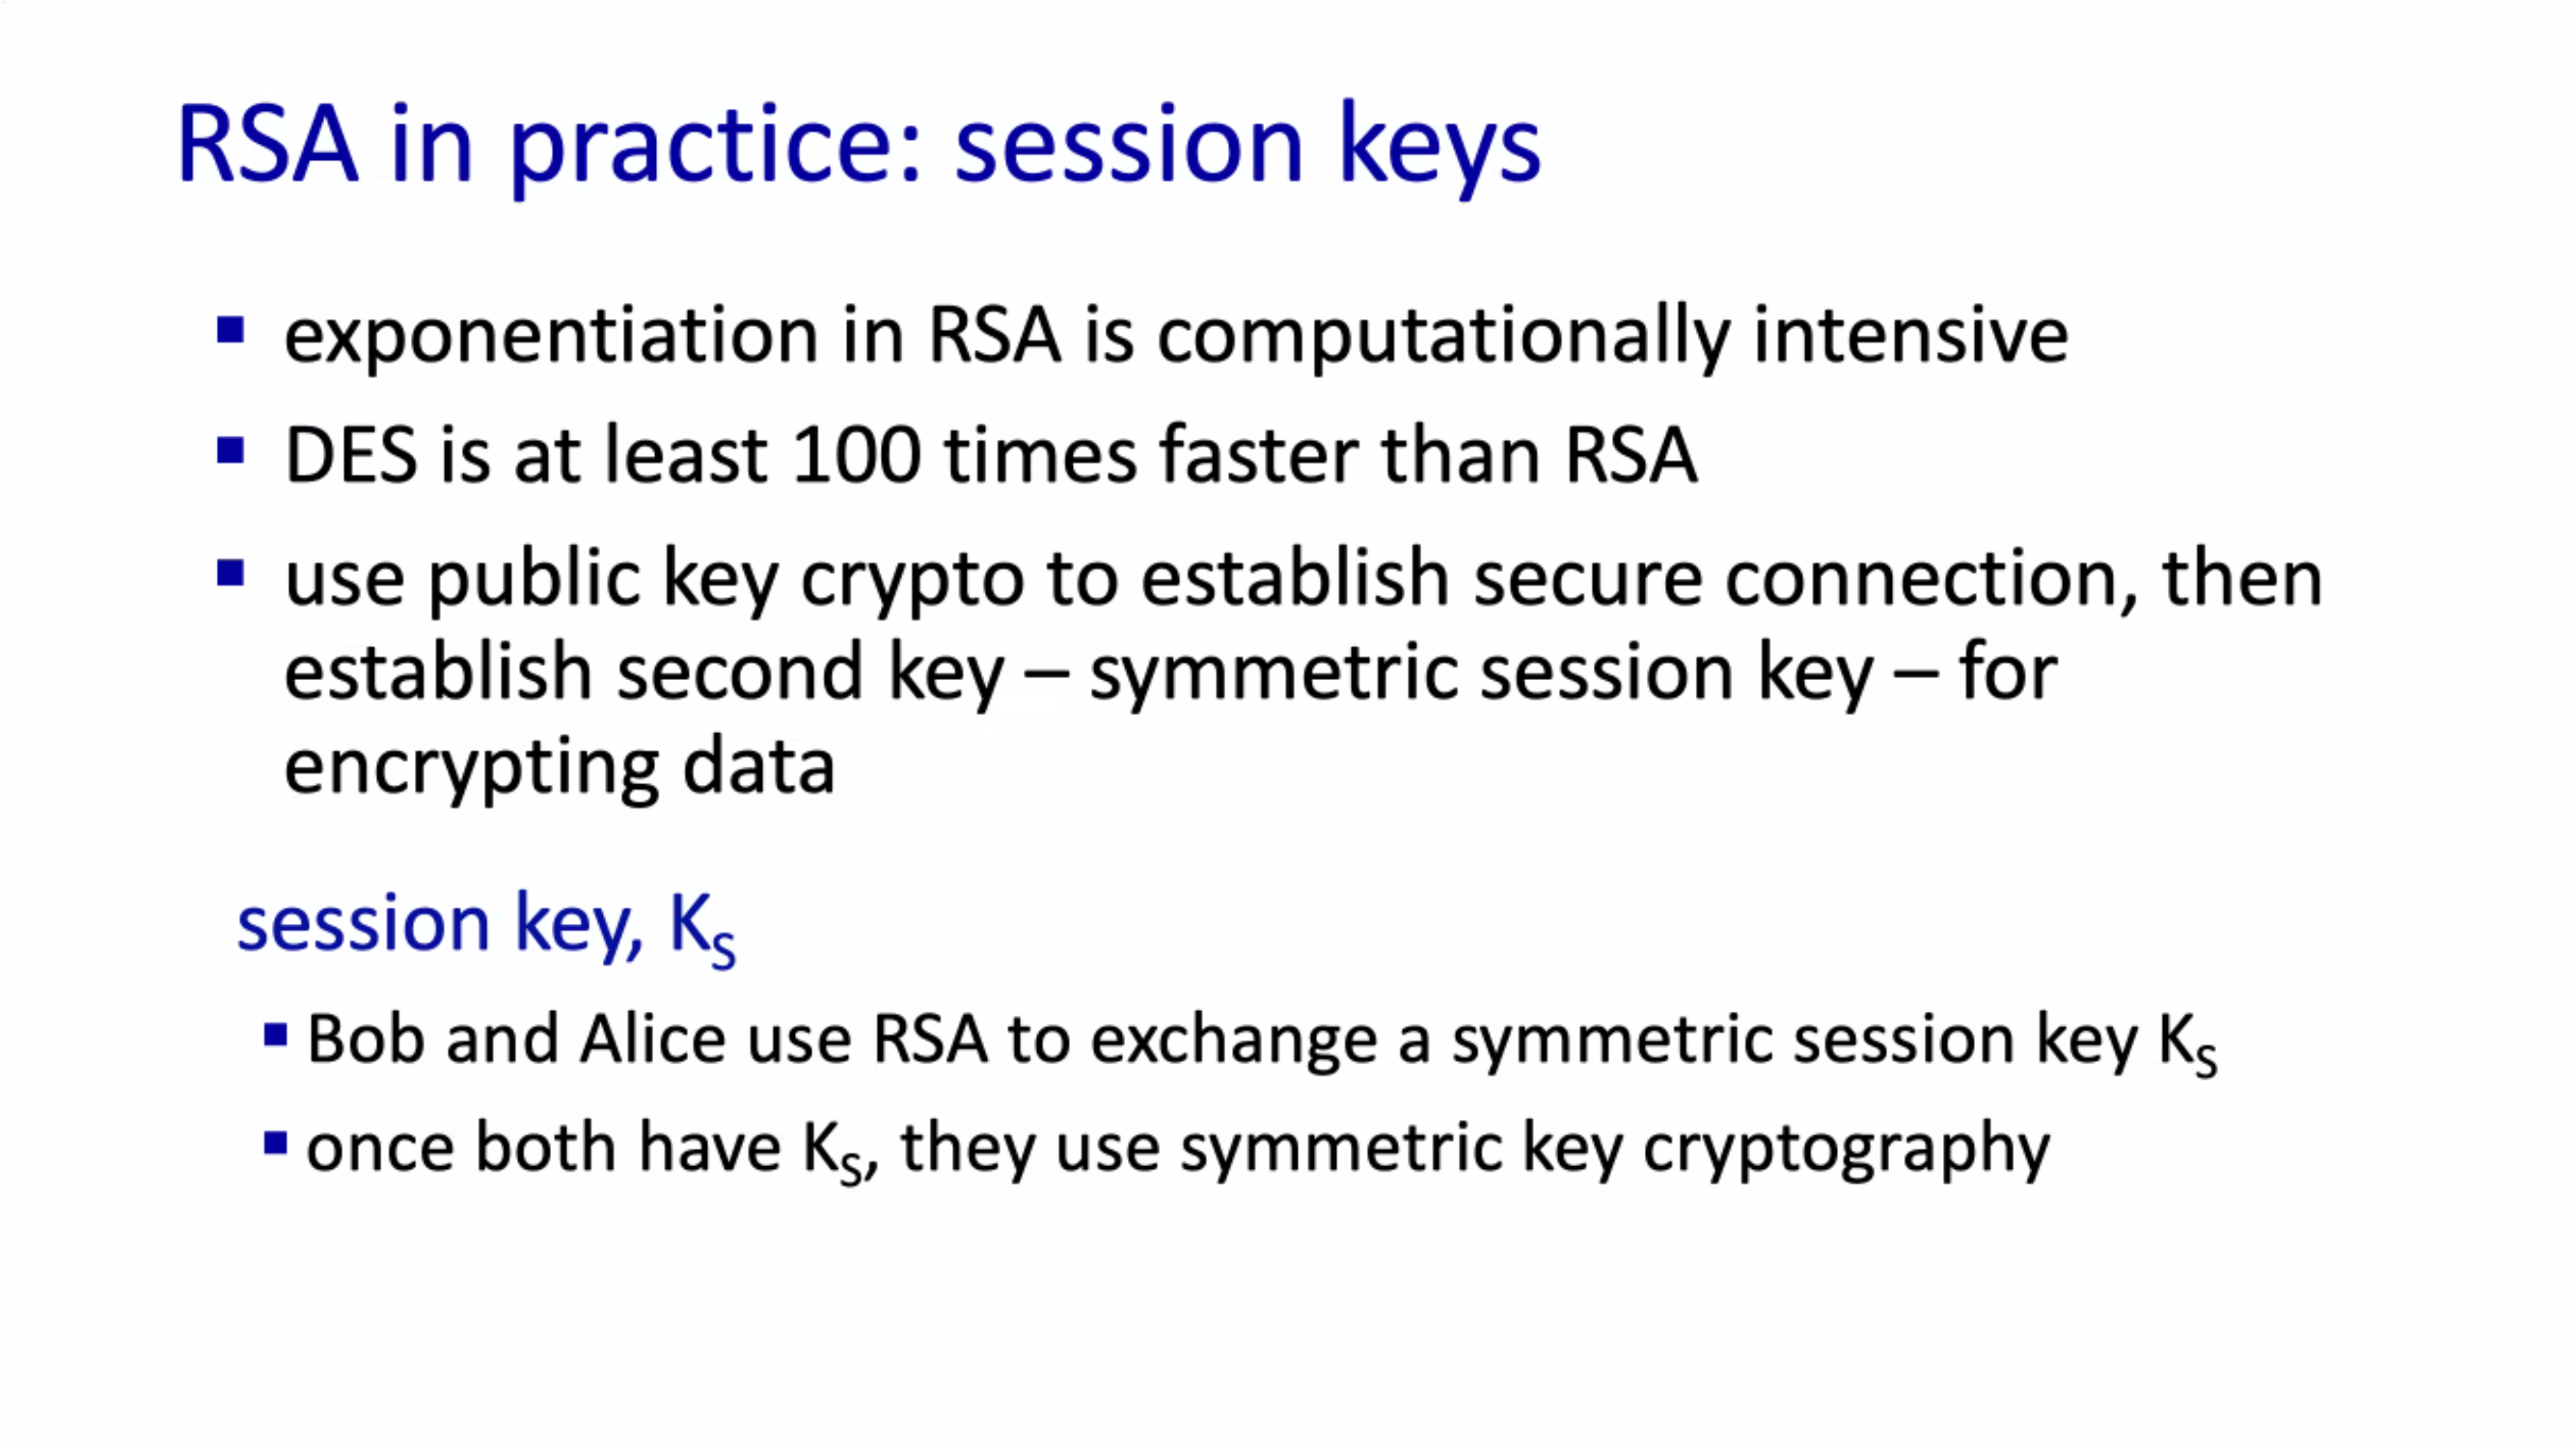 RSA in practice: session keys
▪ exponentiation in RSA is computationally intensive
▪ DES is at least 100 times faster than RSA
▪ use public key crypto to establish secure connection, then
establish second key – symmetric session key – for
encrypting data
session key, K_S
▪ Bob and Alice use RSA to exchange a symmetric session key K_S
▪ once both have K_S, they use symmetric key cryptography